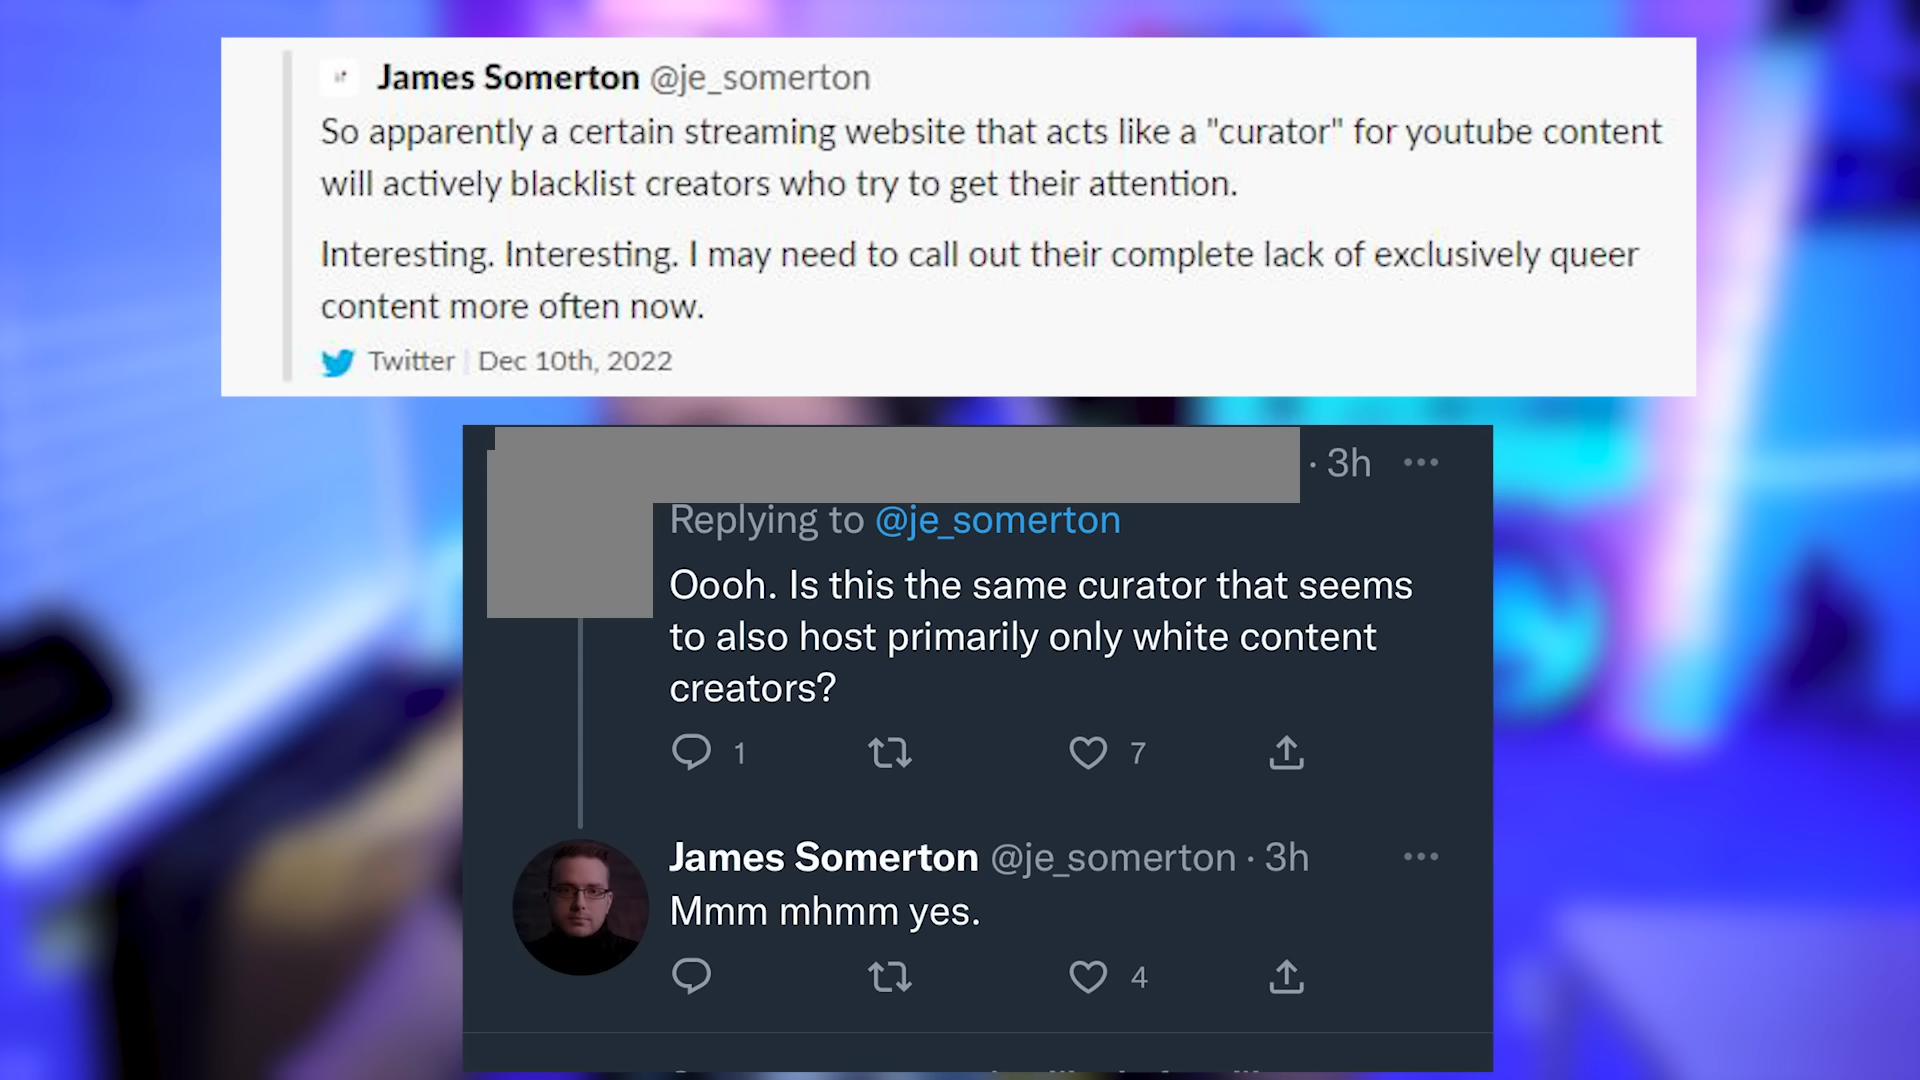 James Somerton @je_somerton
So apparently a certain streaming website that acts like a "curator" for youtube content
will actively blacklist creators who try to get their attention.
Interesting. Interesting. I may need to call out their complete lack of exclusively queer
content more often now.
Twitter | Dec 10th, 2022
· 3h
Replying to @je_somerton
Oooh. Is this the same curator that seems
to also host primarily only white content
creators?
1 7
James Somerton @je_somerton · 3h
Mmm mhmm yes.
4